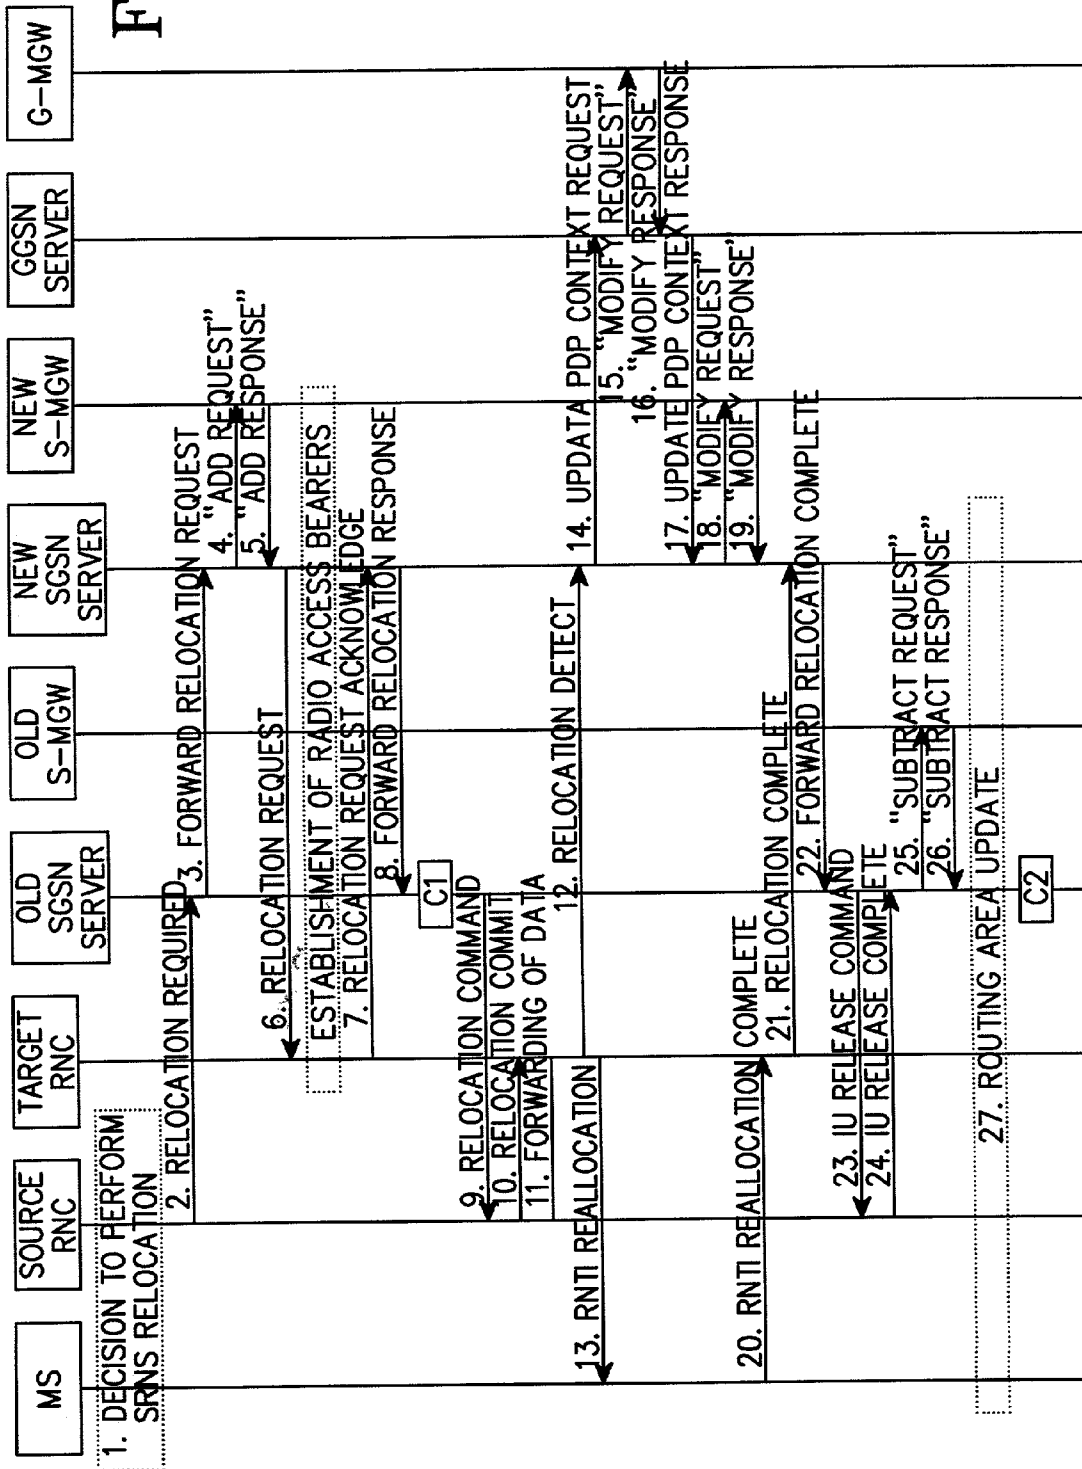 F
MS
SOURCE
RNC
TARGET
RNC
OLD
SGSN
SERVER
OLD
S-MGW
NEW
SGSN
SERVER
NEW
S-MGW
GGSN
SERVER
G-MGW
1. DECISION TO PERFORM
SRNS RELOCATION
2. RELOCATION REQUIRED
3. FORWARD RELOCATION REQUEST
4. "ADD REQUEST"
5. "ADD RESPONSE"
6. RELOCATION REQUEST
ESTABLISHMENT OF RADIO ACCESS BEARERS
7. RELOCATION REQUEST ACKNOWLEDGE
8. FORWARD RELOCATION RESPONSE
C1
9. RELOCATION COMMAND
10. RELOCATION COMMIT
11. FORWARDING OF DATA
12. RELOCATION DETECT
13. RNTI REALLOCATION
14. UPDATA PDP CONTEXT REQUEST
15. "MODIFY REQUEST"
16. "MODIFY RESPONSE"
17. UPDATE PDP CONTEXT RESPONSE
18. "MODIFY REQUEST"
19. "MODIFY RESPONSE"
20. RNTI REALLOCATION COMPLETE
21. RELOCATION COMPLETE
22. FORWARD RELOCATION COMPLETE
23. IU RELEASE COMMAND
24. IU RELEASE COMPLETE
25. "SUBTRACT REQUEST"
26. "SUBTRACT RESPONSE"
27. ROUTING AREA UPDATE
C2